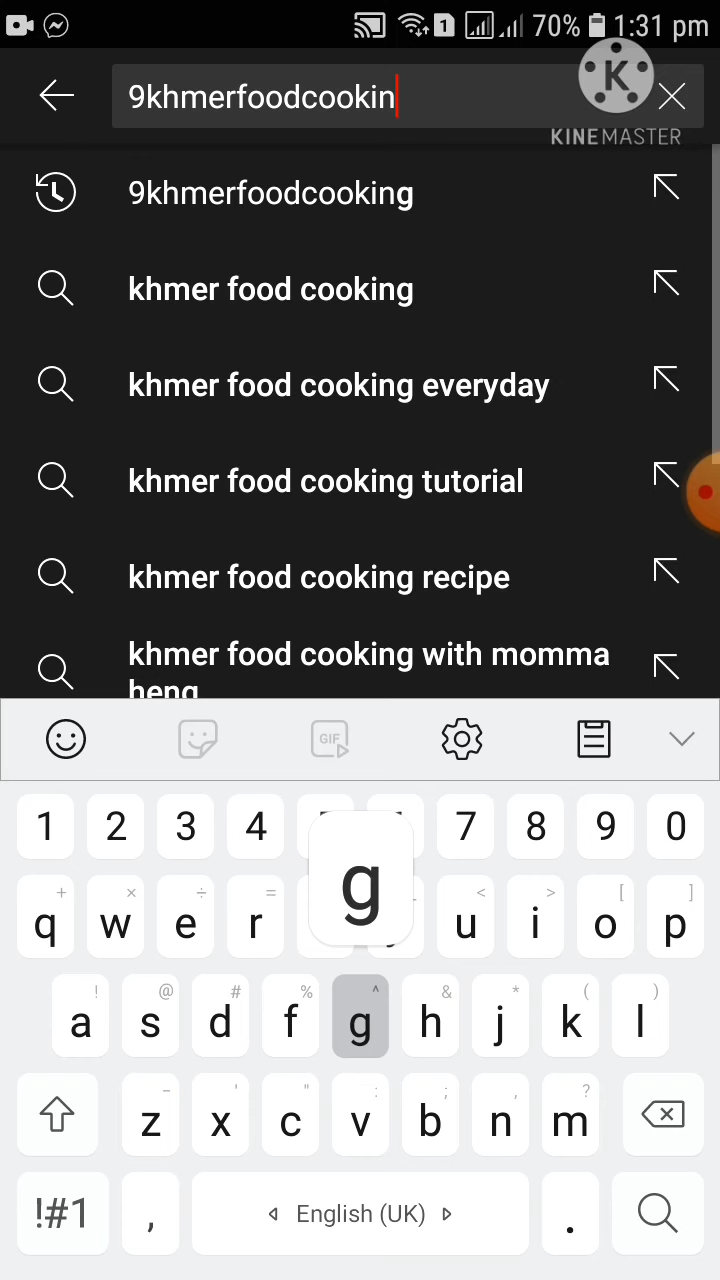 1 70% 1:31 pm
9khmerfoodcookin
K
KINEMASTER
9khmerfoodcooking
khmer food cooking
khmer food cooking everyday
khmer food cooking tutorial
khmer food cooking recipe
khmer food cooking with momma
heng
GIF
1 2 3 4 7 8 9 0
g
+ × ÷ = < > [ ]
q w e r u i o p
! @ # % ^ & * ( )
a s d f g h j k l
- ' " : ; , ?
z x c v b n m
!#1 , English (UK) .